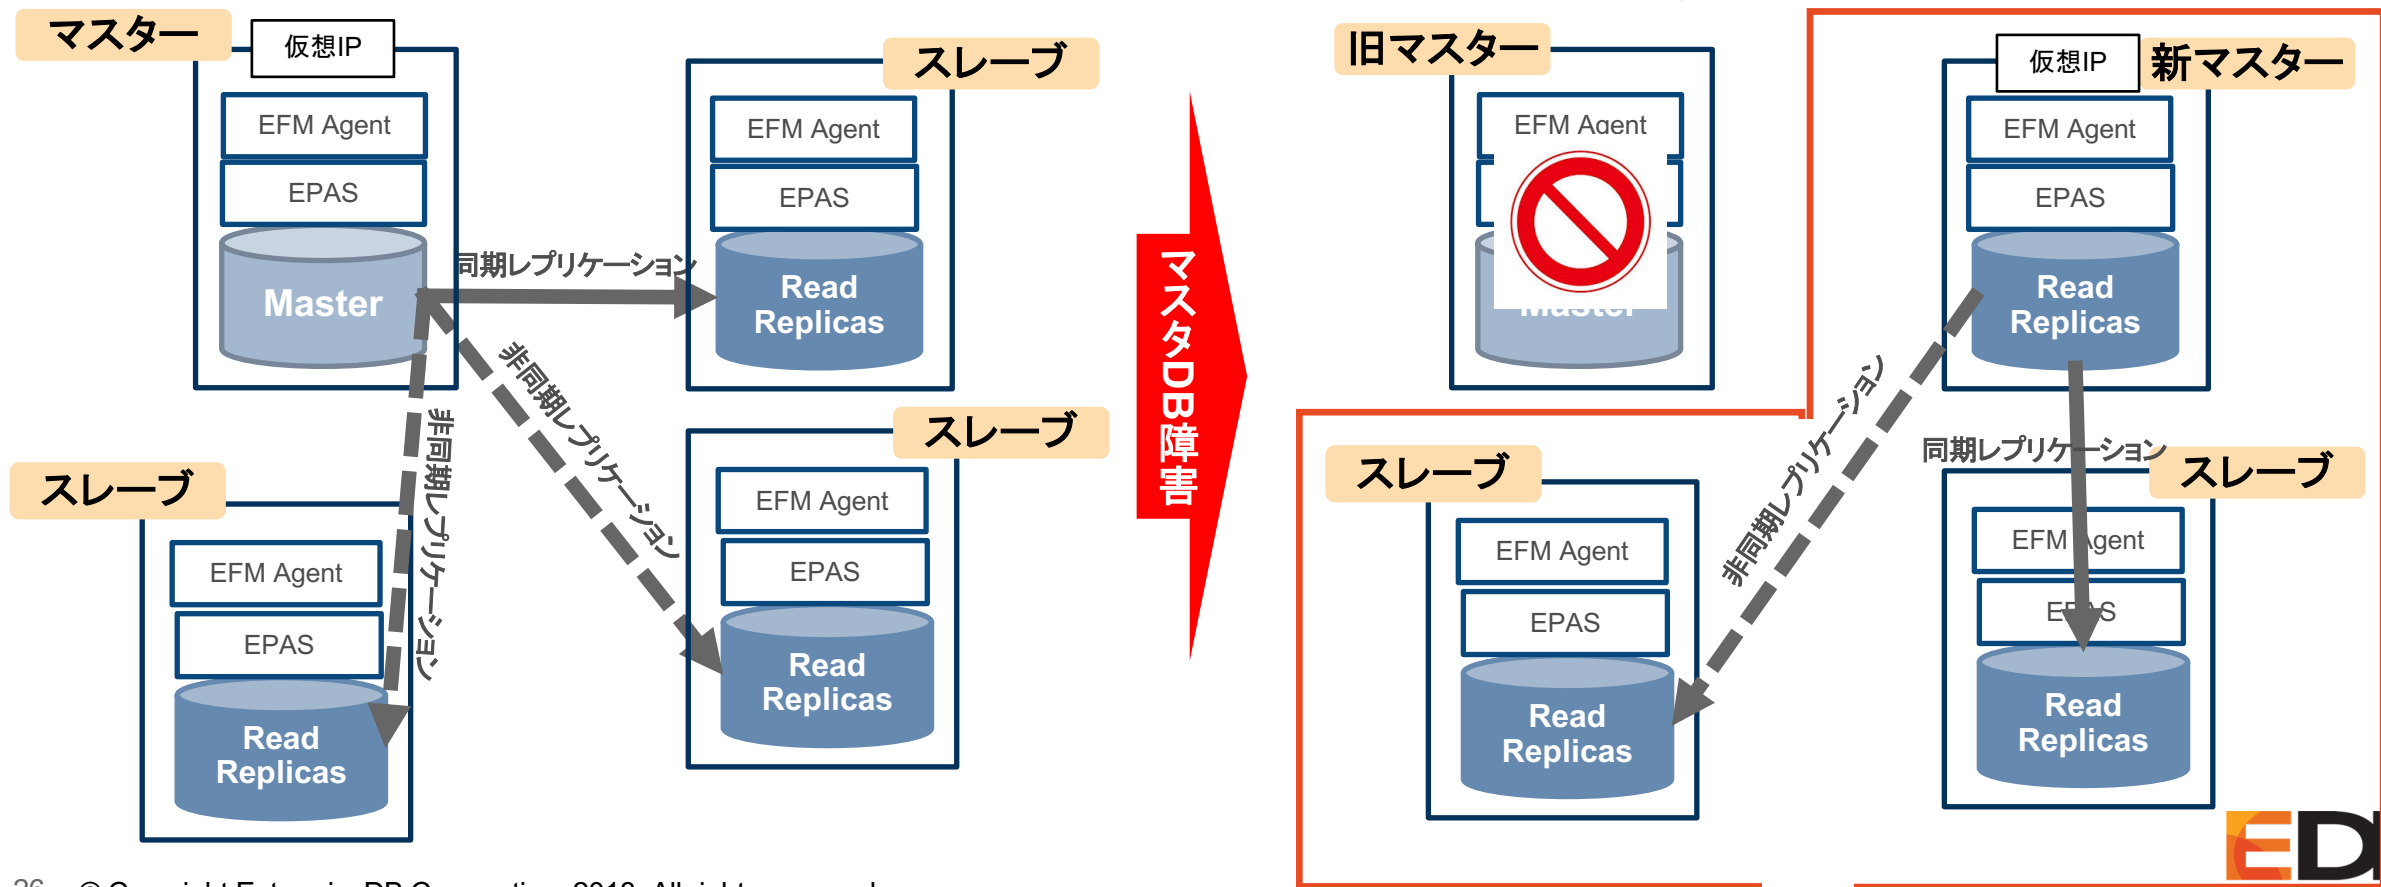 マスター
仮想IP
EFM Agent
EPAS
Master
スレーブ
EFM Agent
EPAS
Read
Replicas
同期レプリケーション
非同期レプリケーション
非同期レプリケーション
スレーブ
EFM Agent
EPAS
Read
Replicas
スレーブ
EFM Agent
EPAS
Read
Replicas
マスタDB障害
旧マスター
EFM Agent
Master
仮想IP
新マスター
EFM Agent
EPAS
Read
Replicas
非同期レプリケーション
同期レプリケーション
スレーブ
EFM Agent
EPAS
Read
Replicas
スレーブ
EFM Agent
EPAS
Read
Replicas
ED